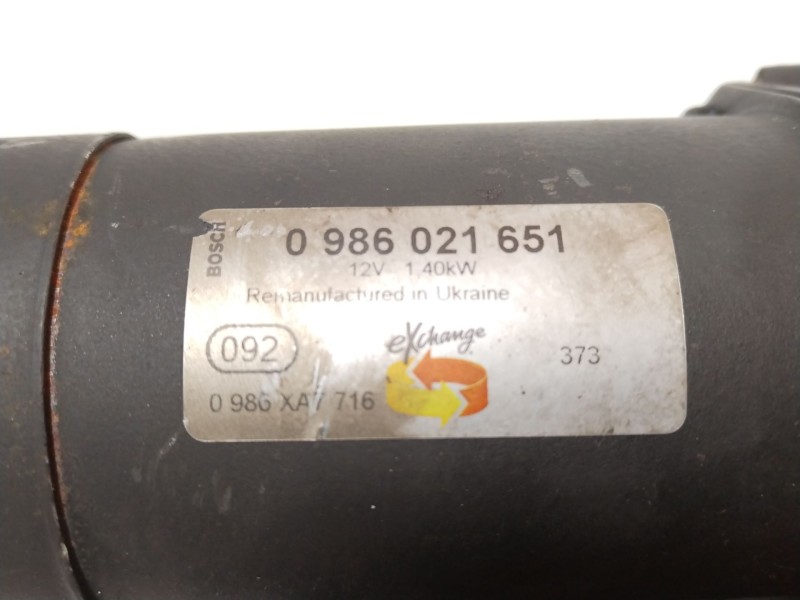 BOSCH
0 986 021 651
12V 1,40kW
Remanufactured in Ukraine
092
eXchange
373
0 986 XA7 716